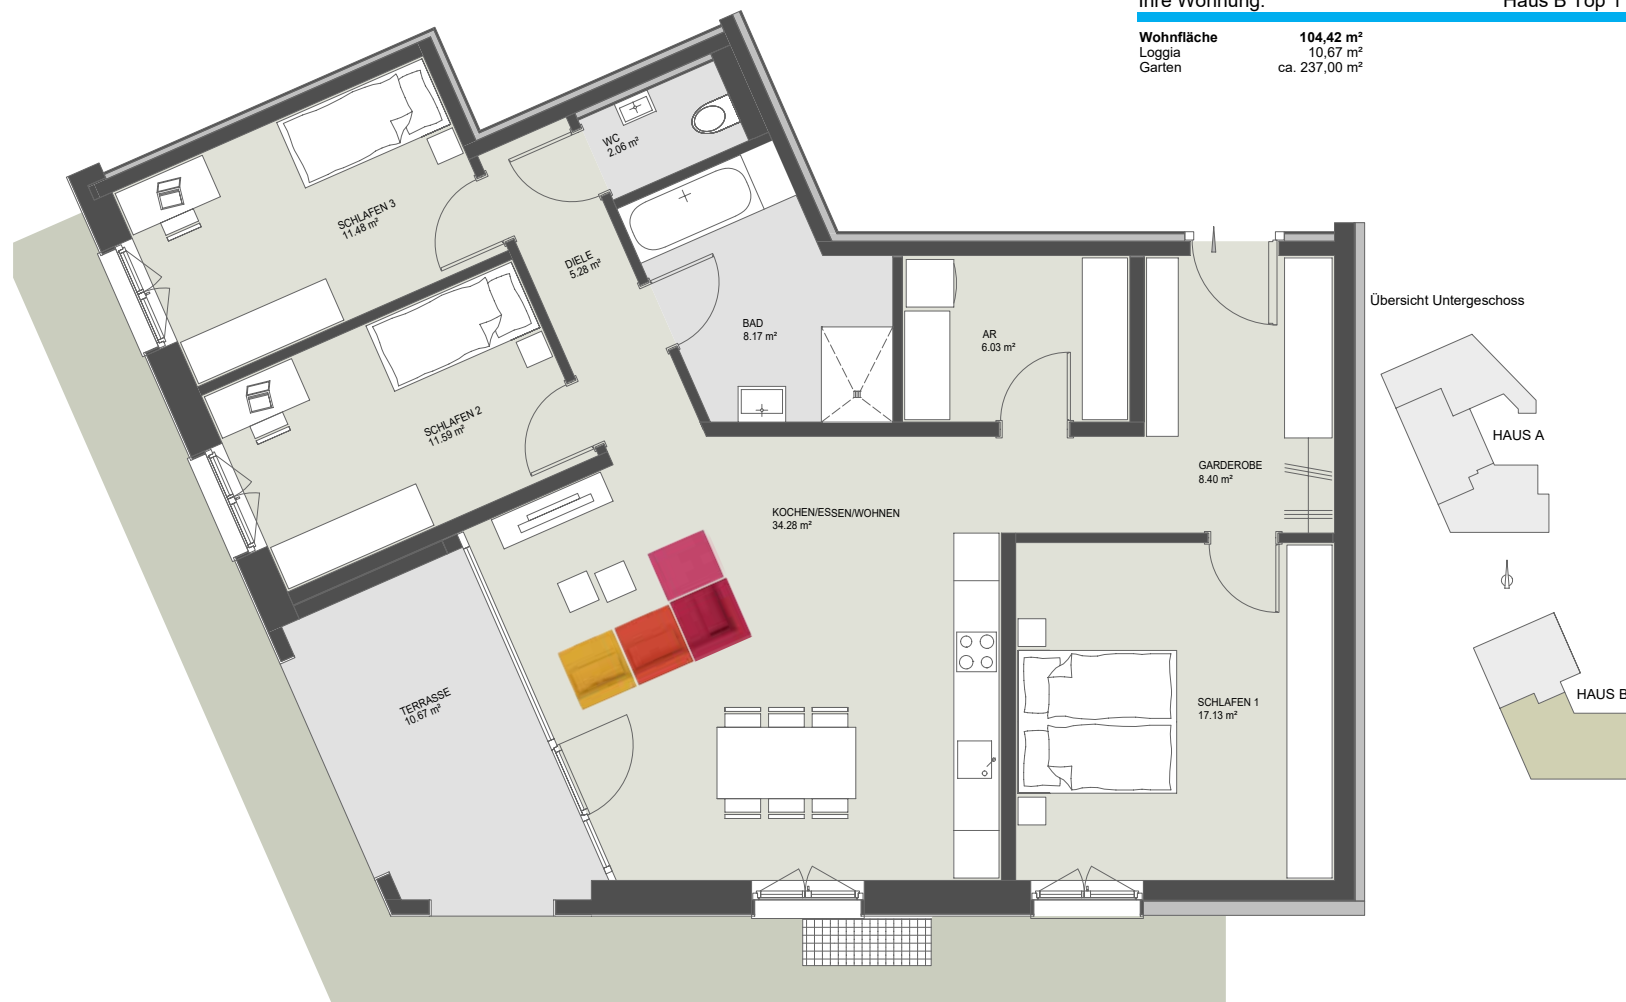 Ihre Wohnung: Haus B Top 1
Wohnfläche 104,42 m²
Loggia 10,67 m²
Garten ca. 237,00 m²
WC
2.06 m²
SCHLAFEN 3
11.48 m²
DIELE
5.28 m²
BAD
8.17 m²
AR
6.03 m²
Übersicht Untergeschoss
SCHLAFEN 2
11.59 m²
HAUS A
GARDEROBE
8.40 m²
KOCHEN/ESSEN/WOHNEN
34.28 m²
TERRASSE
10.67 m²
SCHLAFEN 1
17.13 m²
HAUS B